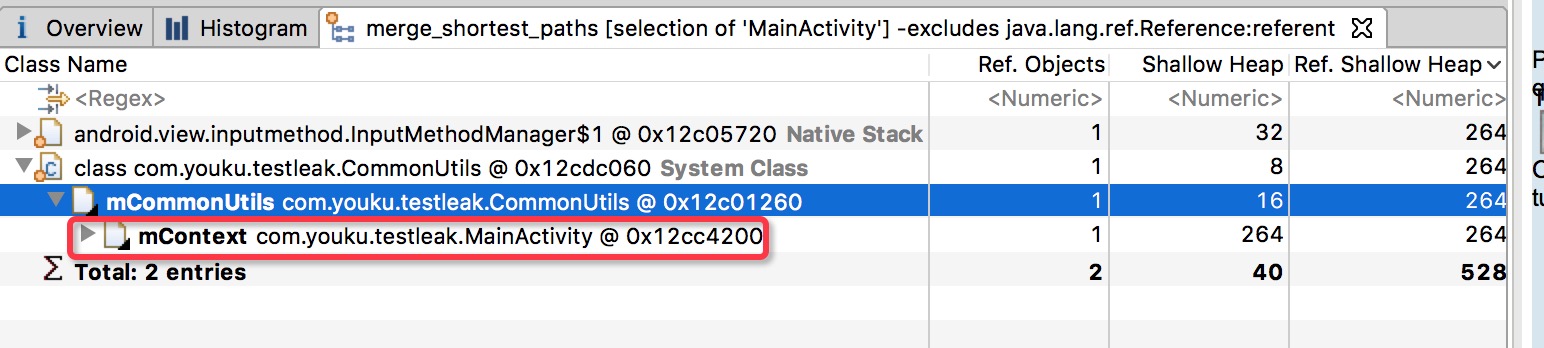 Overview Histogram merge_shortest_paths [selection of 'MainActivity'] -excludes java.lang.ref.Reference:referent
Class Name Ref. Objects Shallow Heap Ref. Shallow Heap
<Regex> <Numeric> <Numeric> <Numeric>
android.view.inputmethod.InputMethodManager$1 @ 0x12c05720 Native Stack 1 32 264
class com.youku.testleak.CommonUtils @ 0x12cdc060 System Class 1 8 264
mCommonUtils com.youku.testleak.CommonUtils @ 0x12c01260 1 16 264
mContext com.youku.testleak.MainActivity @ 0x12cc4200 1 264 264
Σ Total: 2 entries 2 40 528